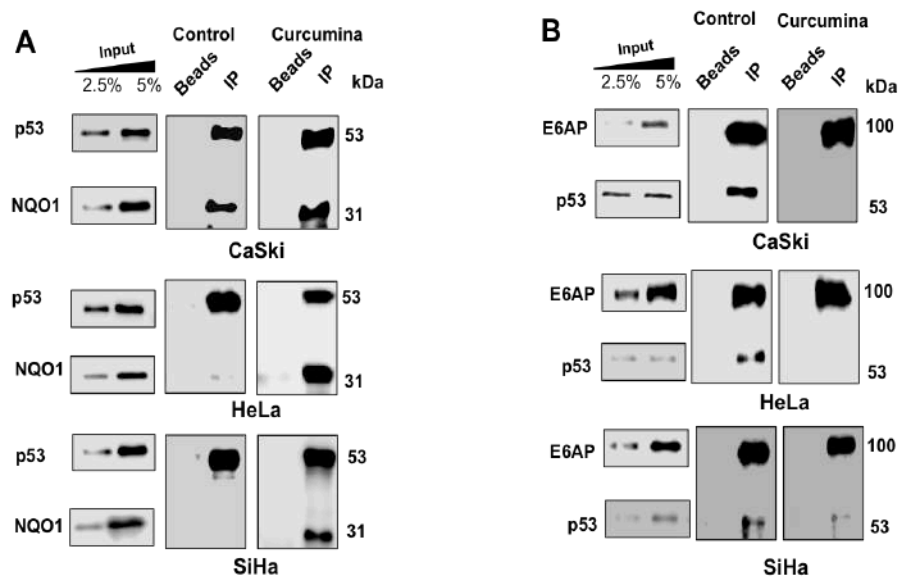 A
Input
2.5% 5%
Control
Beads IP
Curcumina
Beads IP
kDa
p53
53
NQO1
31
CaSki
p53
53
NQO1
31
HeLa
p53
53
NQO1
31
SiHa
B
Input
2.5% 5%
Control
Beads IP
Curcumina
Beads IP
kDa
E6AP
100
p53
53
CaSki
E6AP
100
p53
53
HeLa
E6AP
100
p53
53
SiHa